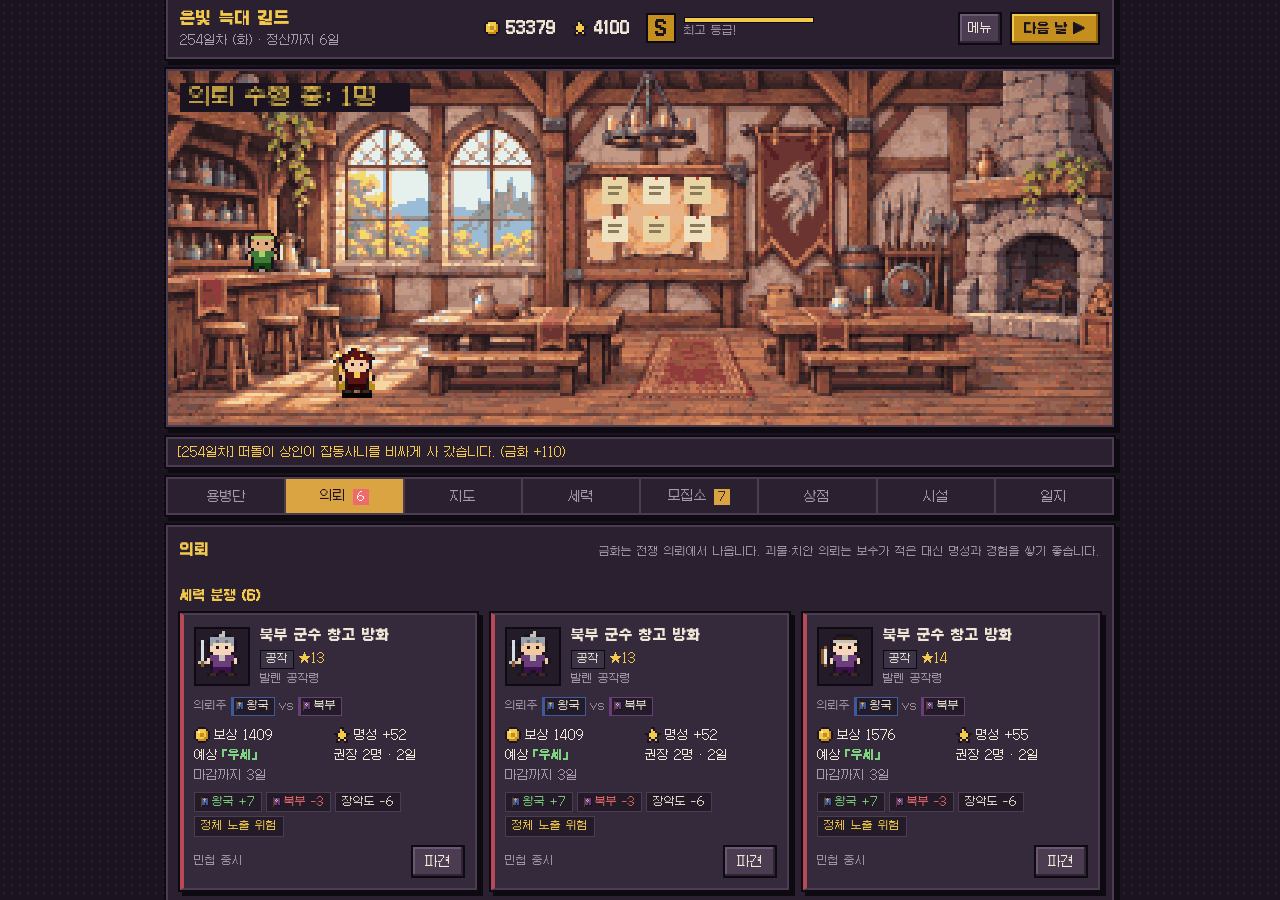 은빛 늑대 길드
254일차 (화) · 정산까지 6일
53379
4100
S
최고 등급!
메뉴
다음 날 ▶
의뢰 수행 중: 1명
[254일차] 떠돌이 상인이 잡동사니를 비싸게 사 갔습니다. (금화 +110)
용병단
의뢰 6
지도
세력
모집소 7
상점
시설
일지
의뢰
금화는 전쟁 의뢰에서 나옵니다. 괴물·치안 의뢰는 보수가 적은 대신 명성과 경험을 쌓기 좋습니다.
세력 분쟁 (6)
북부 군수 창고 방화
공작 ★13
발렌 공작령
의뢰주 왕국 vs 북부
보상 1409 명성 +52
예상 「우세」 권장 2명 · 2일
마감까지 3일
왕국 +7 북부 -3 장악도 -6
정체 노출 위험
민첩 중시 파견
북부 군수 창고 방화
공작 ★13
발렌 공작령
의뢰주 왕국 vs 북부
보상 1409 명성 +52
예상 「우세」 권장 2명 · 2일
마감까지 3일
왕국 +7 북부 -3 장악도 -6
정체 노출 위험
민첩 중시 파견
북부 군수 창고 방화
공작 ★14
발렌 공작령
의뢰주 왕국 vs 북부
보상 1576 명성 +55
예상 「우세」 권장 2명 · 2일
마감까지 3일
왕국 +7 북부 -3 장악도 -6
정체 노출 위험
민첩 중시 파견